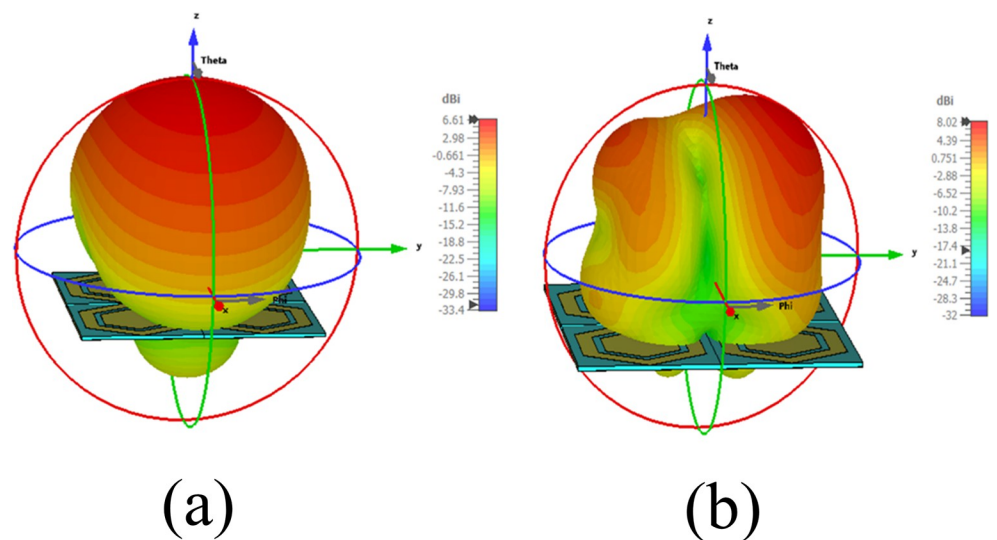 z
Theta
y
Phi
x
dBi
6.61
2.98
-0.661
-4.3
-7.93
-11.6
-15.2
-18.8
-22.5
-26.1
-29.8
-33.4
(a)
z
Theta
y
Phi
x
dBi
8.02
4.39
0.751
-2.88
-6.52
-10.2
-13.8
-17.4
-21.1
-24.7
-28.3
-32
(b)